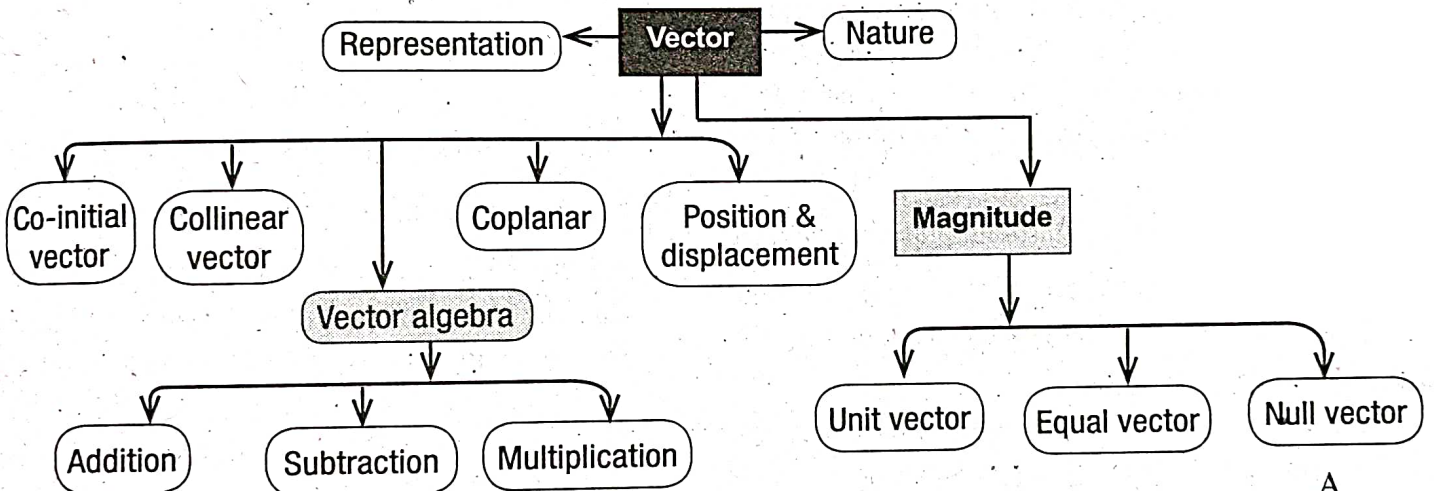 Representation
Vector
Nature
Co-initial
vector
Collinear
vector
Coplanar
Position &
displacement
Magnitude
Vector algebra
Unit vector
Equal vector
Null vector
Addition
Subtraction
Multiplication
A